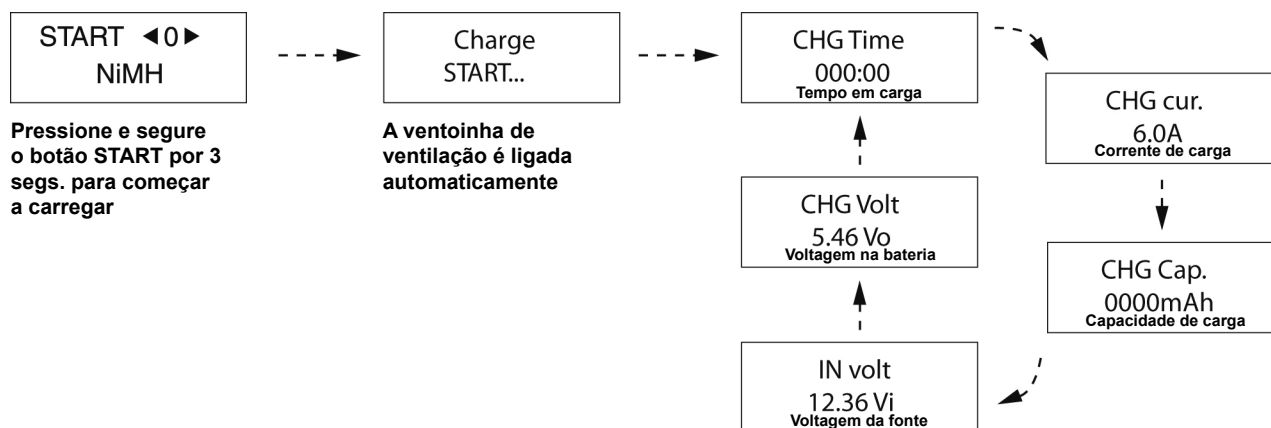 START ◀0▶
NiMH
Pressione e segure
o botão START por 3
segs. para começar
a carregar
Charge
START...
A ventoinha de
ventilação é ligada
automaticamente
CHG Time
000:00
Tempo em carga
CHG cur.
6.0A
Corrente de carga
CHG Cap.
0000mAh
Capacidade de carga
IN volt
12.36 Vi
Voltagem da fonte
CHG Volt
5.46 Vo
Voltagem na bateria